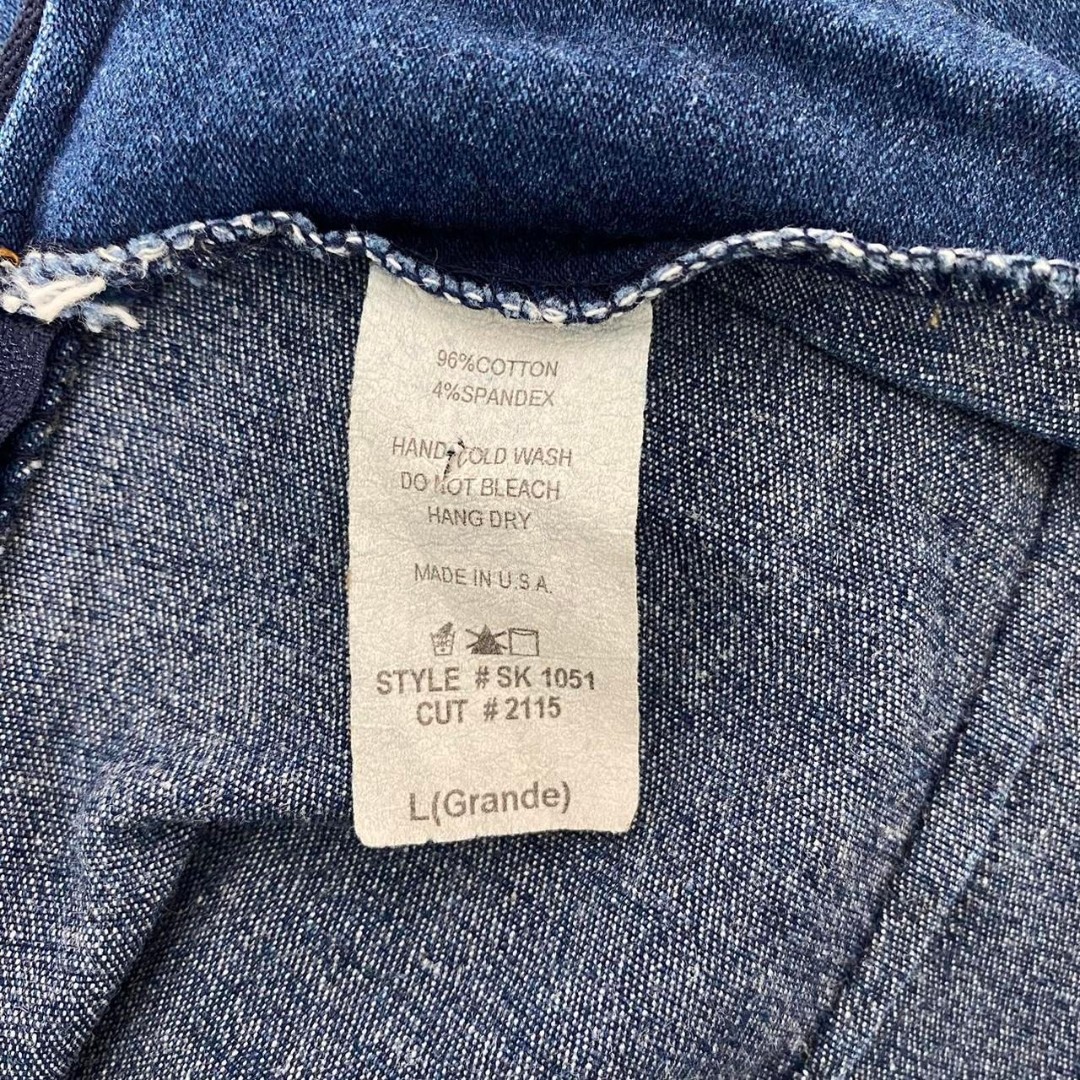 96%COTTON
4%SPANDEX
HAND COLD WASH
DO NOT BLEACH
HANG DRY
MADE IN U.S.A.
STYLE # SK 1051
CUT # 2115
L(Grande)